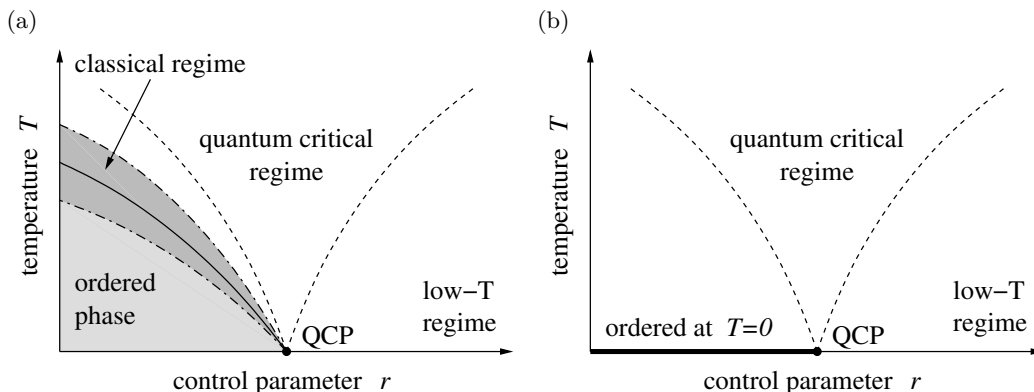 (a)
temperature T
classical regime
quantum critical
regime
ordered
phase
low−T
regime
QCP
control parameter r
(b)
temperature T
quantum critical
regime
low−T
regime
ordered at T=0
QCP
control parameter r